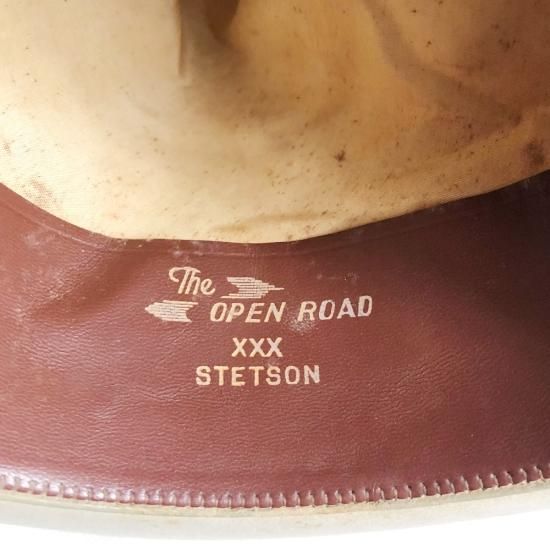 The
OPEN ROAD
XXX
STETSON